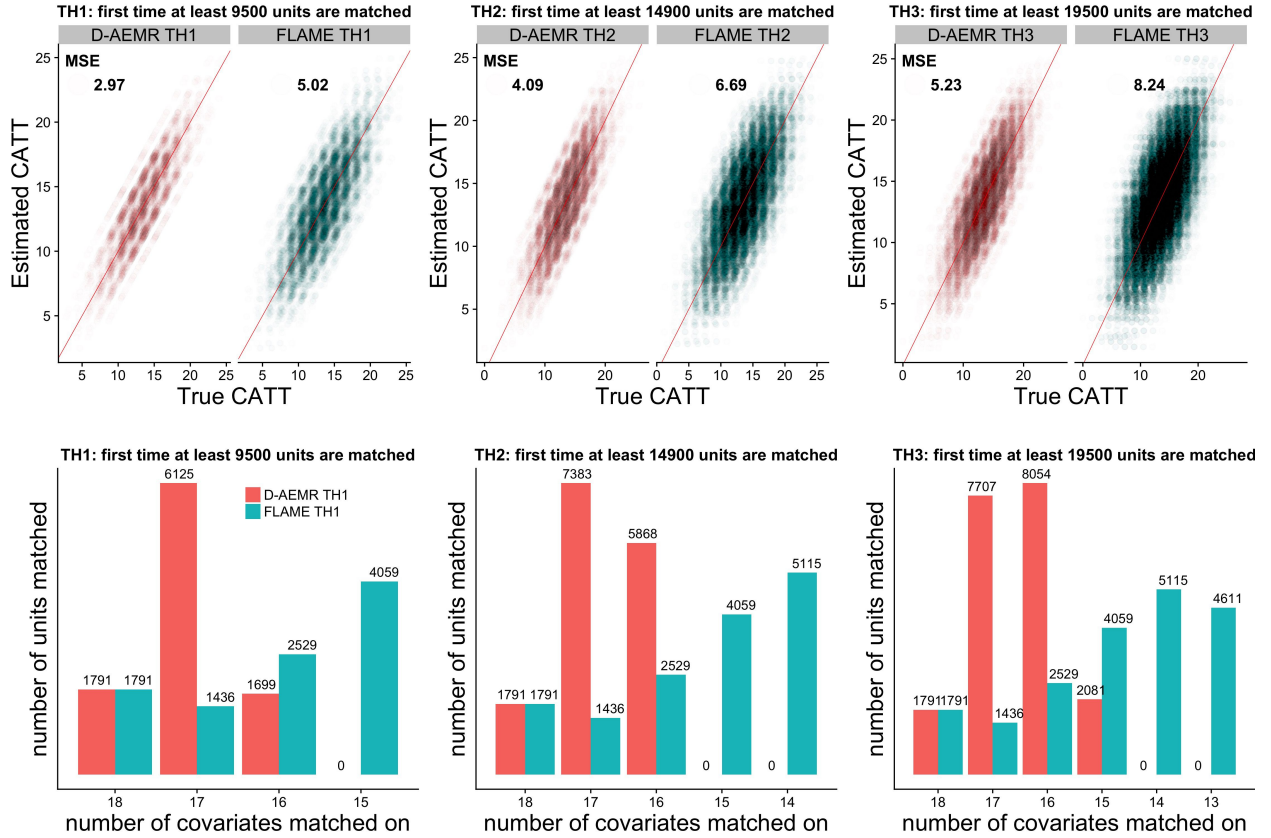 TH1: first time at least 9500 units are matched
TH2: first time at least 14900 units are matched
TH3: first time at least 19500 units are matched
D-AEMR TH1
FLAME TH1
D-AEMR TH2
FLAME TH2
D-AEMR TH3
FLAME TH3
MSE
2.97
5.02
MSE
4.09
6.69
MSE
5.23
8.24
Estimated CATT
25
20
15
10
5
Estimated CATT
25
20
15
10
5
Estimated CATT
25
20
15
10
5
5 10 15 20 25
5 10 15 20 25
0 10 20
0 5 10 15 20 25
0 10 20
0 10 20
True CATT
True CATT
True CATT
TH1: first time at least 9500 units are matched
TH2: first time at least 14900 units are matched
TH3: first time at least 19500 units are matched
number of units matched
D-AEMR TH1
FLAME TH1
1791 1791
6125
1436
1699
2529
0
4059
18 17 16 15
number of covariates matched on
number of units matched
1791 1791
7383
1436
5868
2529
0
4059
0
5115
18 17 16 15 14
number of covariates matched on
number of units matched
1791 1791
7707
1436
8054
2529
2081
4059
0
5115
0
4611
18 17 16 15 14 13
number of covariates matched on